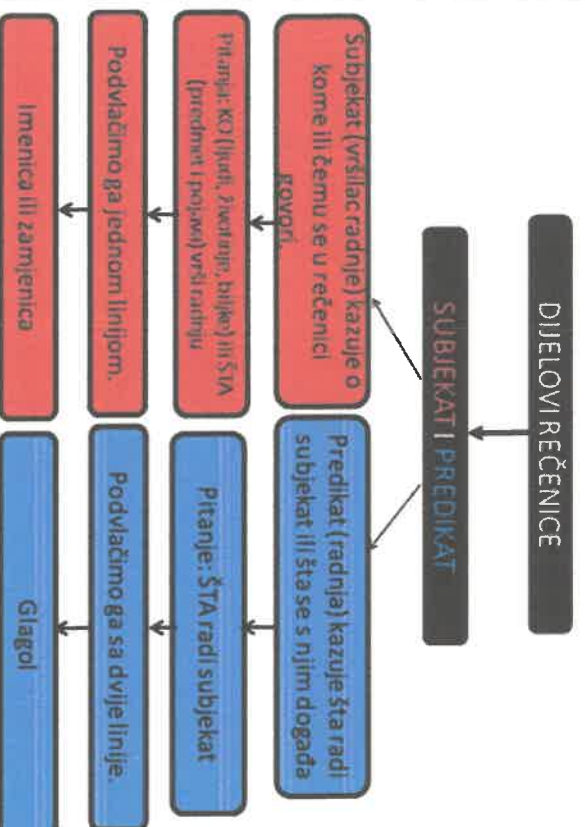 DIJELOVI REČENICE
SUBJEKAT I PREDIKAT
Subjekat (vršilac radnje) kazuje o
kome ili čemu se u rečenici
govori.
Pitanja: KO (ljudi, životinje, biljke) ili ŠTA
(predmet i pojava) vrši radnju
Podvlačimo ga jednom linijom.
Imenica ili zamjenica
Predikat (radnja) kazuje šta radi
subjekat ili šta se s njim događa
Pitanje: ŠTA radi subjekat
Podvlačimo ga sa dvije linije.
Glagol